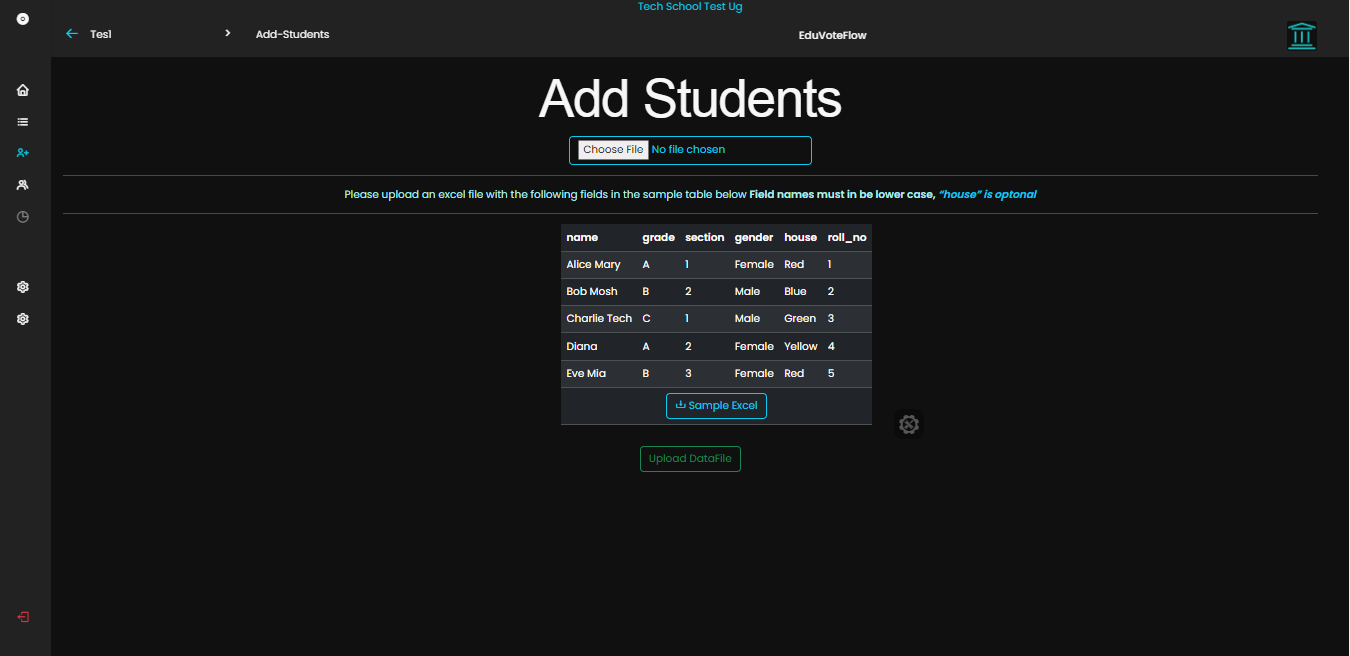 Tech School Test Ug
Tes1
Add-Students
EduVoteFlow
Add Students
Choose File No file chosen
Please upload an excel file with the following fields in the sample table below Field names must in be lower case, "house" is optonal
name grade section gender house roll_no
Alice Mary A 1 Female Red 1
Bob Mosh B 2 Male Blue 2
Charlie Tech C 1 Male Green 3
Diana A 2 Female Yellow 4
Eve Mia B 3 Female Red 5
Sample Excel
Upload DataFile